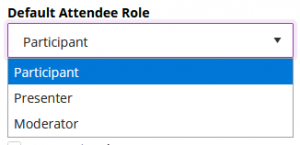 Default Attendee Role
Participant
Participant
Presenter
Moderator